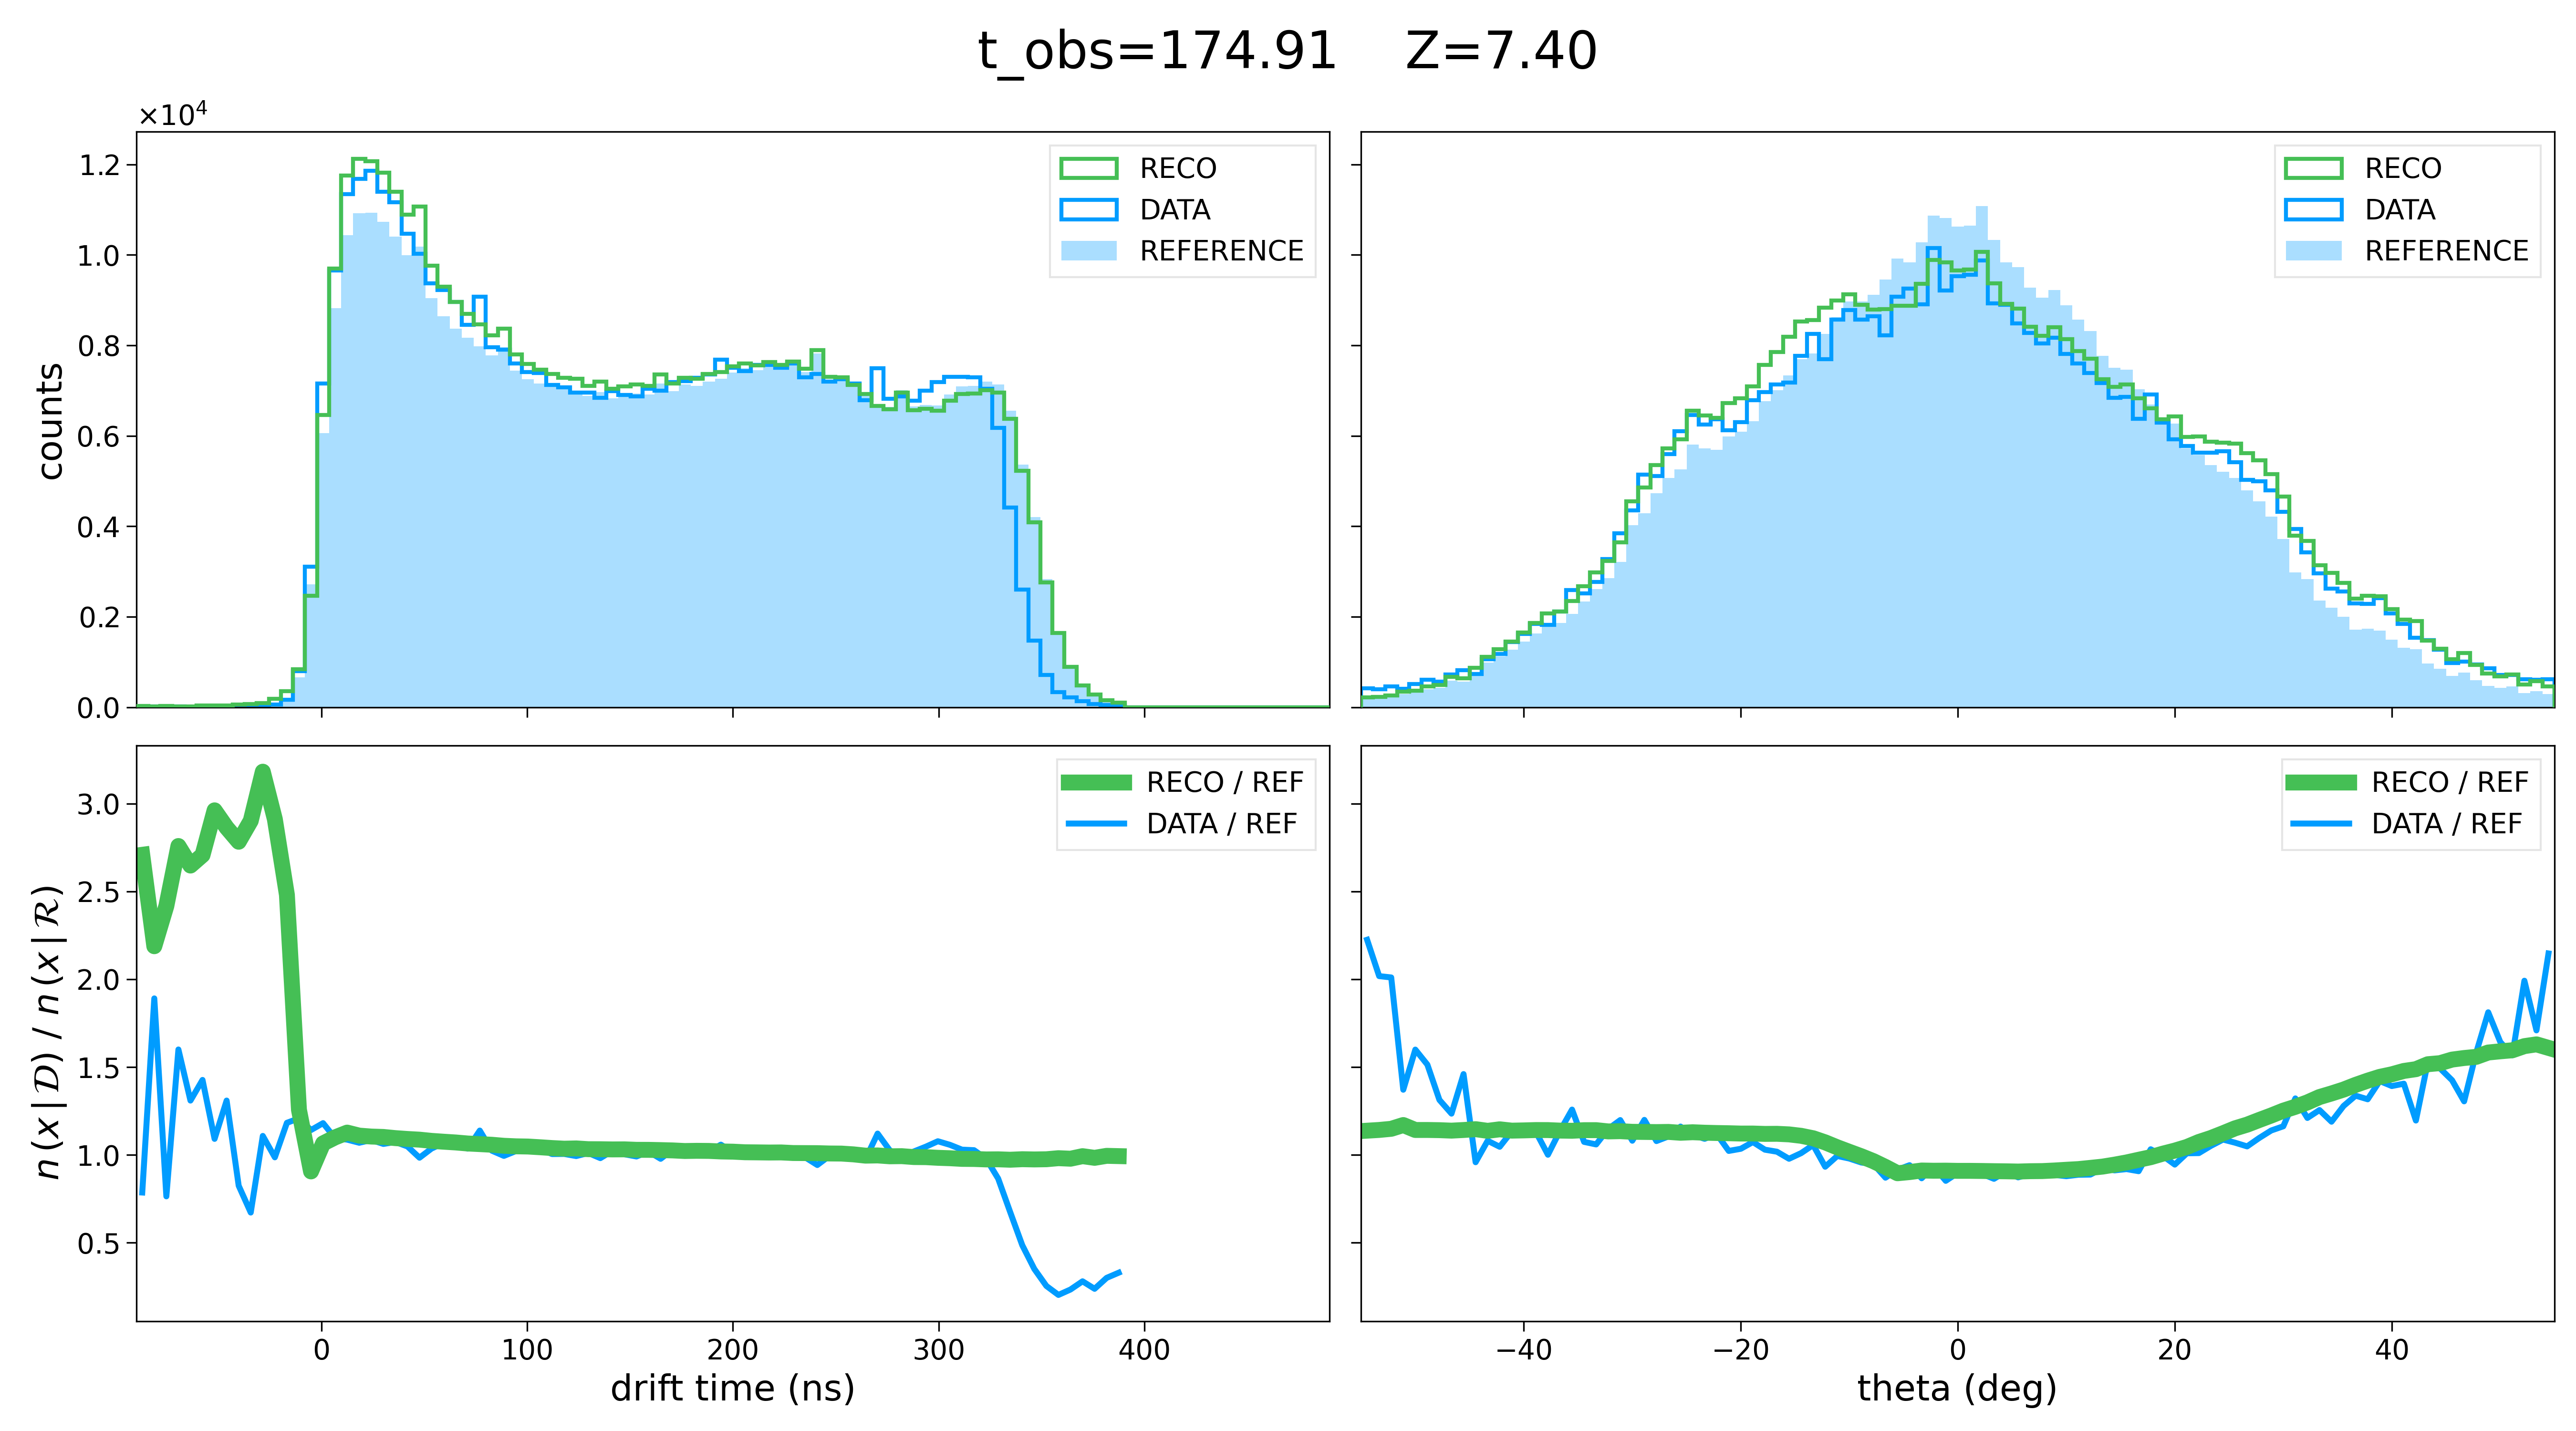 t_obs=174.91 Z=7.40
×10⁴
counts
1.2
1.0
0.8
0.6
0.4
0.2
0.0
RECO
DATA
REFERENCE
RECO
DATA
REFERENCE
n(x|𝒟) / n(x|ℛ)
3.0
2.5
2.0
1.5
1.0
0.5
RECO / REF
DATA / REF
RECO / REF
DATA / REF
0 100 200 300 400
drift time (ns)
−40 −20 0 20 40
theta (deg)